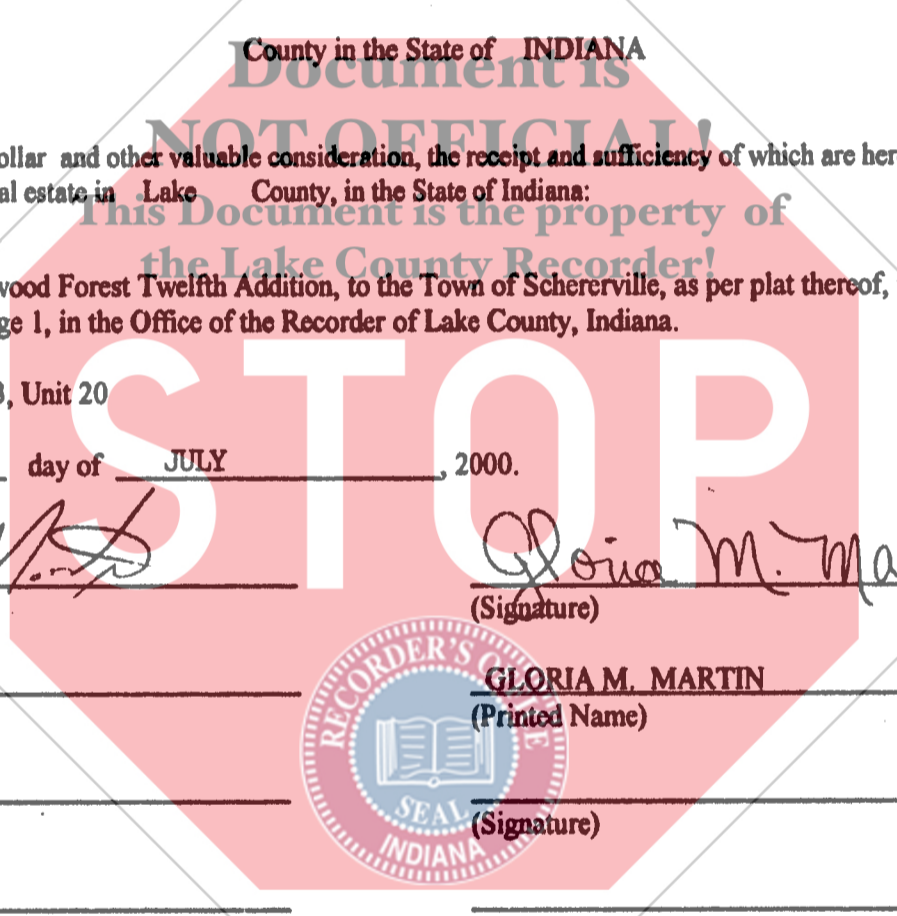 County in the State of INDIANA
Document is
NOT OFFICIAL!
ollar and other valuable consideration, the receipt and sufficiency of which are her
al estate in Lake County, in the State of Indiana:
This Document is the property of
the Lake County Recorder!
wood Forest Twelfth Addition, to the Town of Schererville, as per plat thereof,
ge 1, in the Office of the Recorder of Lake County, Indiana.
STOP
, Unit 20
day of JULY , 2000.
Gloria M. Ma
(Signature)
GLORIA M. MARTIN
(Printed Name)
RECORDER'S OFFICE
SEAL
INDIANA
(Signature)